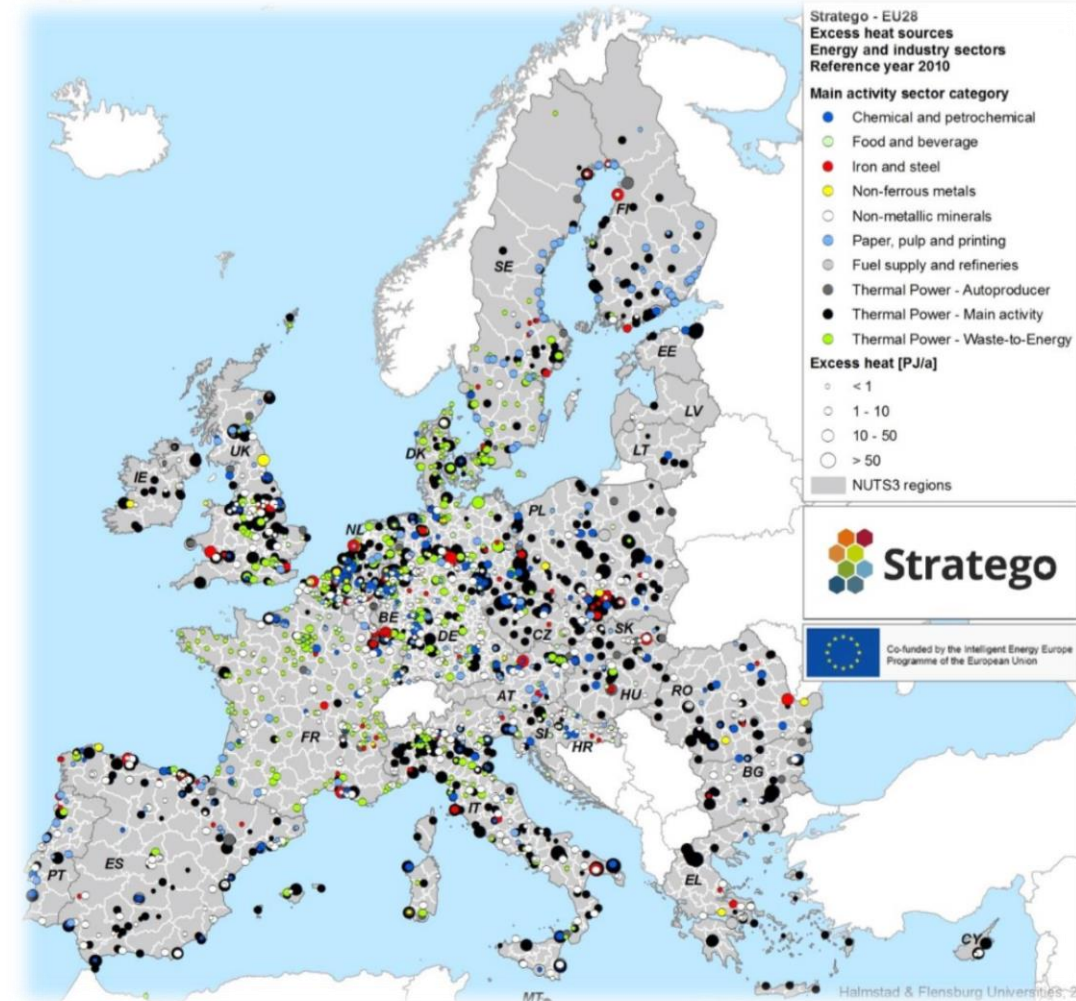 Stratego - EU28
Excess heat sources
Energy and industry sectors
Reference year 2010
Main activity sector category
Chemical and petrochemical
Food and beverage
Iron and steel
Non-ferrous metals
Non-metallic minerals
Paper, pulp and printing
Fuel supply and refineries
Thermal Power - Autoproducer
Thermal Power - Main activity
Thermal Power - Waste-to-Energy
Excess heat [PJ/a]
< 1
1 - 10
10 - 50
> 50
NUTS3 regions
Stratego
Co-funded by the Intelligent Energy Europe
Programme of the European Union
FI
SE
EE
LV
LT
DK
UK
IE
NL
PL
BE
DE
CZ
SK
AT
HU
RO
SI
HR
FR
BG
IT
ES
PT
EL
CY
MT
Halmstad & Flensburg Universities, 2